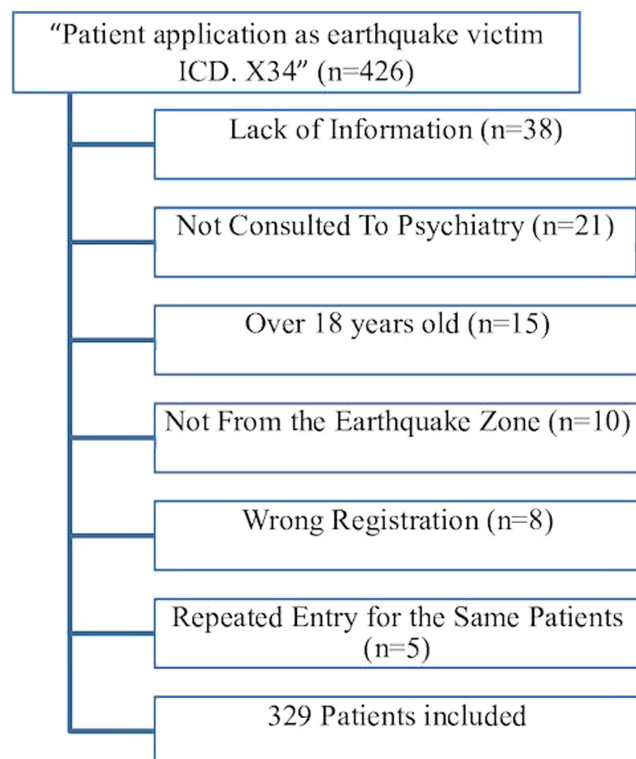 “Patient application as earthquake victim
ICD. X34” (n=426)
Lack of Information (n=38)
Not Consulted To Psychiatry (n=21)
Over 18 years old (n=15)
Not From the Earthquake Zone (n=10)
Wrong Registration (n=8)
Repeated Entry for the Same Patients
(n=5)
329 Patients included